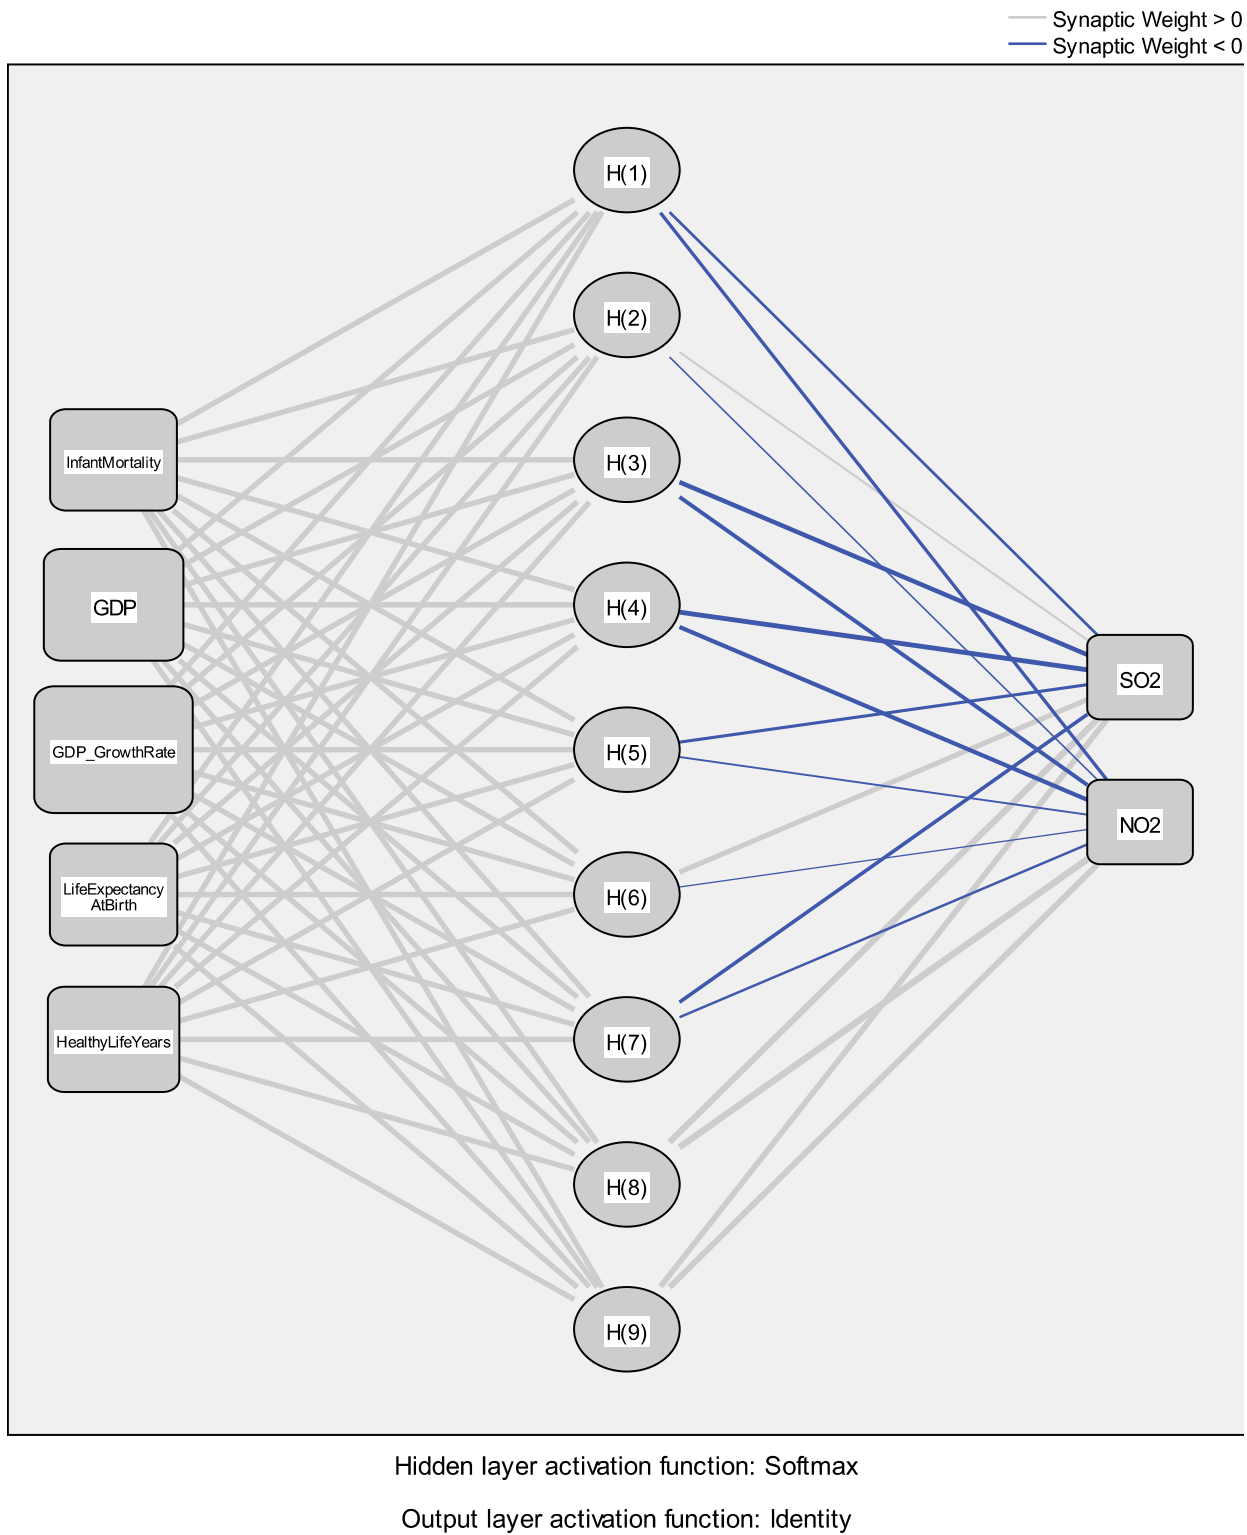 Synaptic Weight > 0
Synaptic Weight < 0
H(1)
H(2)
H(3)
H(4)
H(5)
H(6)
H(7)
H(8)
H(9)
InfantMortality
GDP
GDP_GrowthRate
LifeExpectancy
AtBirth
HealthyLifeYears
SO2
NO2
Hidden layer activation function: Softmax
Output layer activation function: Identity